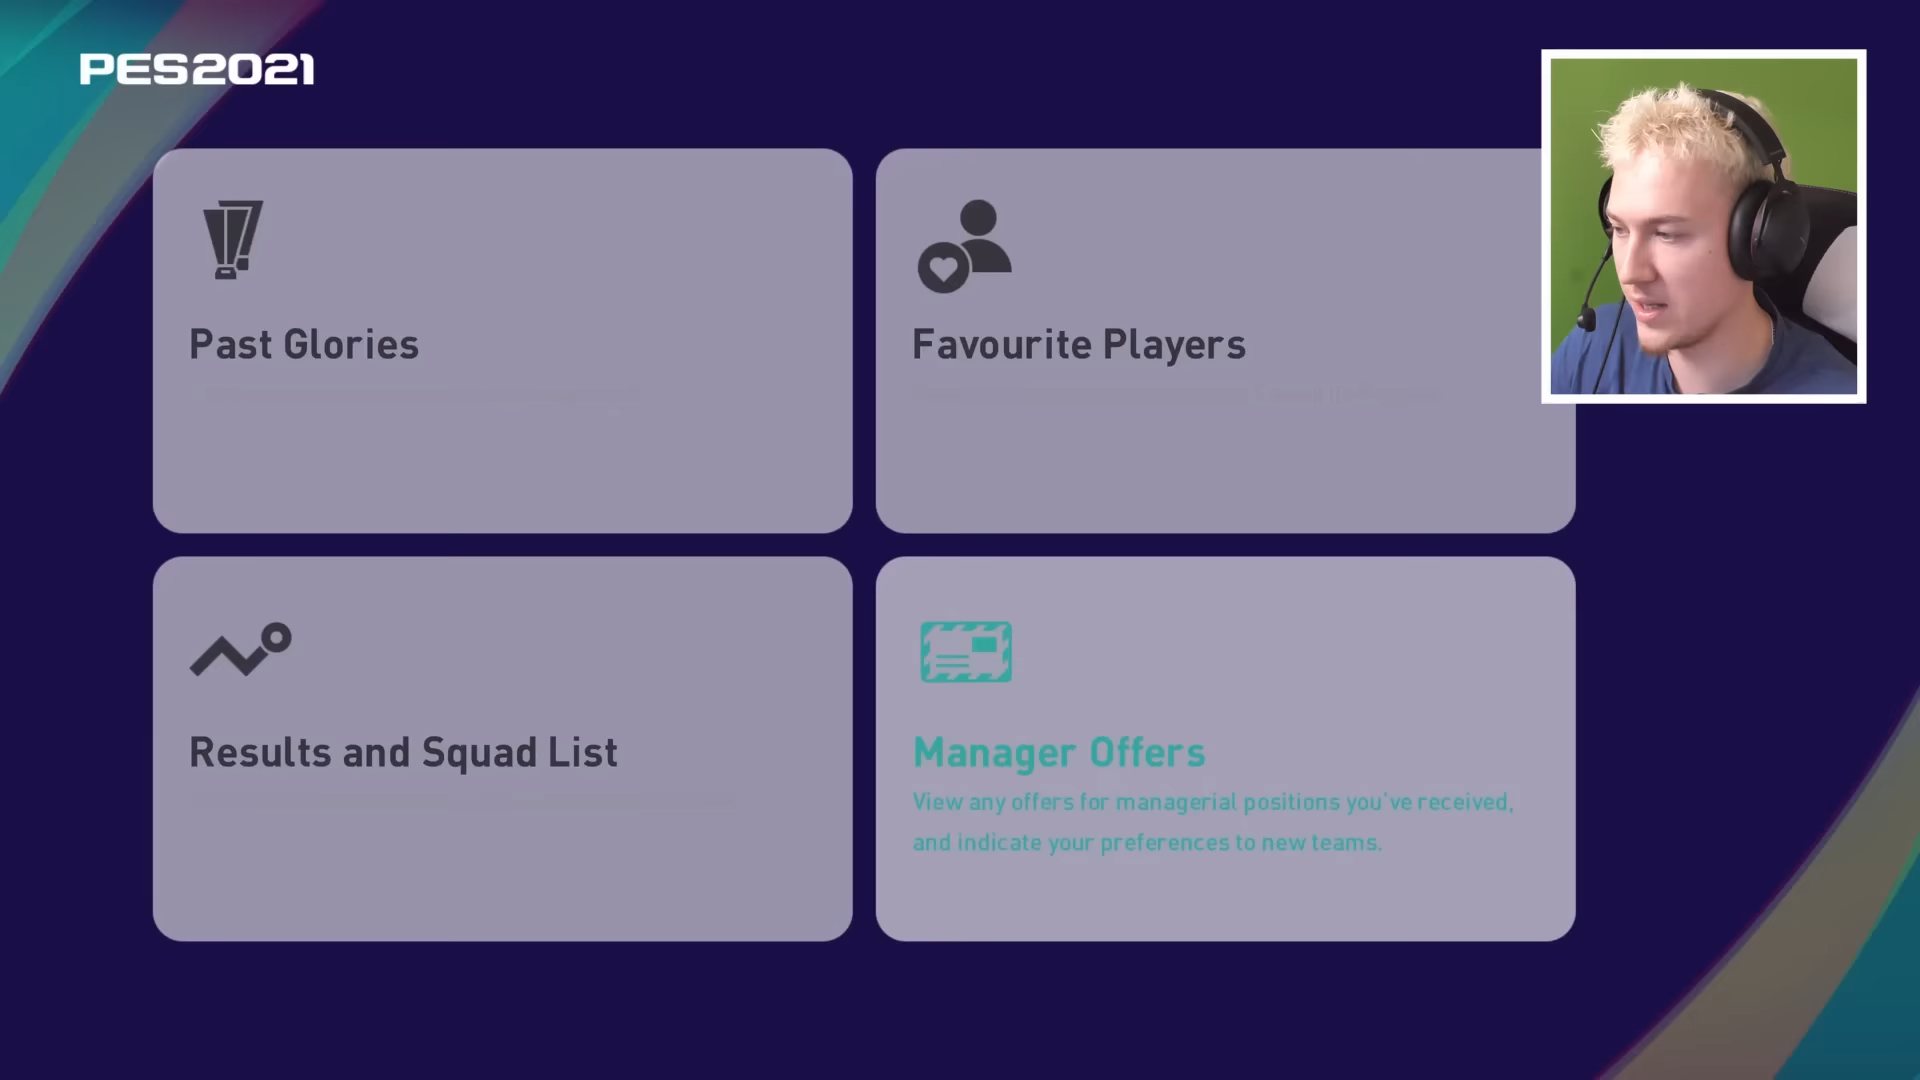 PES2021
Past Glories
Favourite Players
Results and Squad List
Manager Offers
View any offers for managerial positions you've received,
and indicate your preferences to new teams.